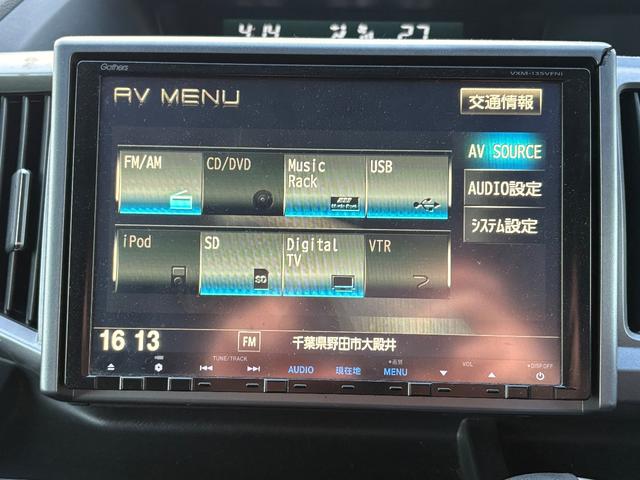 4:14
27
Gathers
VXM-135VFNi
AV MENU
交通情報
FM/AM
CD/DVD
Music
Rack
USB
AV SOURCE
AUDIO設定
システム設定
iPod
SD
Digital
TV
VTR
SD
16 13
FM
千葉県野田市大殿井
TUNE/TRACK
AUDIO
現在地
MENU
VOL
DISP OFF